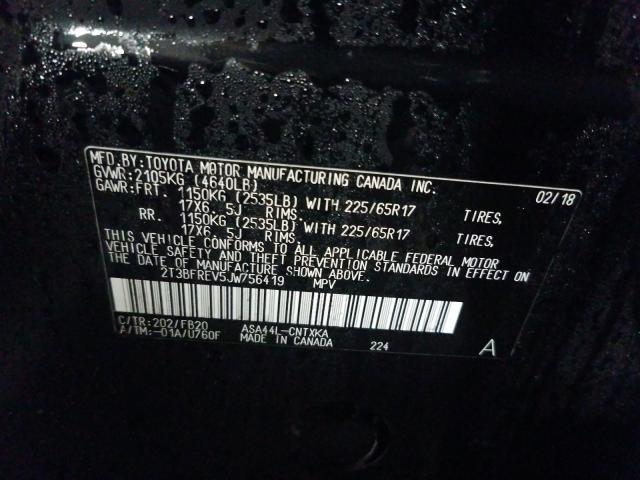 MFD.BY:TOYOTA MOTOR MANUFACTURING CANADA INC. 02/18
GVWR:2105KG (4640LB)
GAWR:FRT. 1150KG (2535LB) WITH 225/65R17 TIRES,
17X6. 5J RIMS.
RR. 1150KG (2535LB) WITH 225/65R17 TIRES,
17X6. 5J RIMS.
THIS VEHICLE CONFORMS TO ALL APPLICABLE FEDERAL MOTOR
VEHICLE SAFETY AND THEFT PREVENTION STANDARDS IN EFFECT ON
THE DATE OF MANUFACTURE SHOWN ABOVE.
2T3BFREV5JW756419 MPV
C/TR:202/FB20 ASA44L-CNTXKA
A/TM:-01A/U760F MADE IN CANADA 224 A